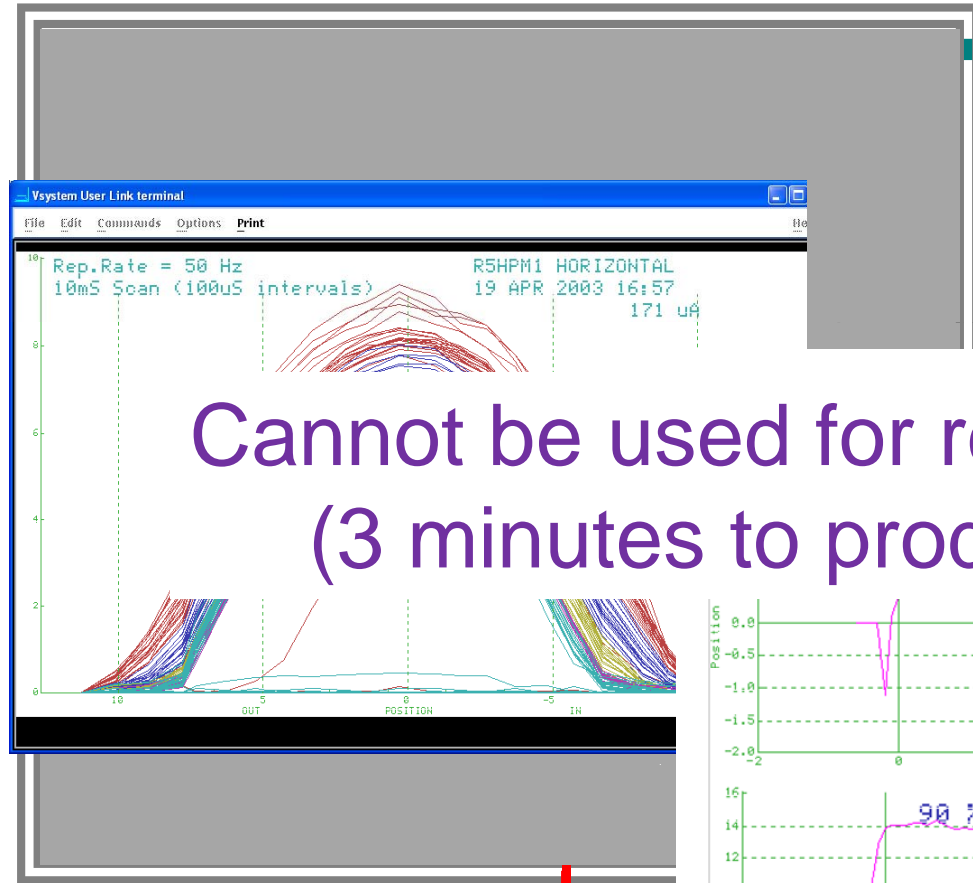 Vsystem User Link terminal
File Edit Commands Options Print
10
Rep.Rate = 50 Hz R5HPM1 HORIZONTAL
10mS Scan (100uS intervals) 19 APR 2003 16:57
171 uA
8
6
Cannot be used for
4
(3 minutes to
2
0
10 5 0 -5
OUT POSITION IN
Position
0.0
-0.5
-1.0
-1.5
-2.0
-2 0
16
14
90
12